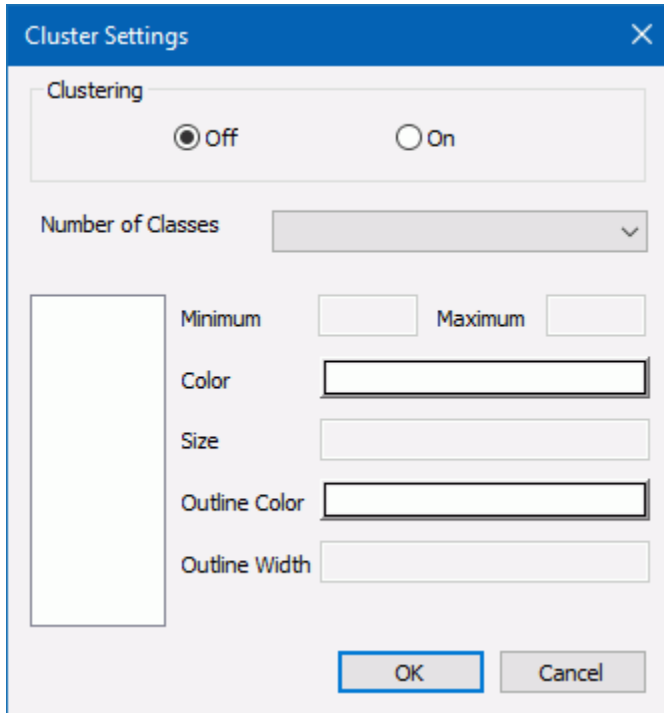 Cluster Settings
Clustering
Off On
Number of Classes
Minimum Maximum
Color
Size
Outline Color
Outline Width
OK Cancel